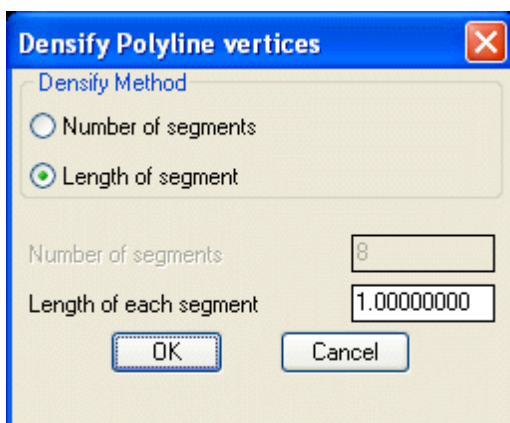 Densify Polyline vertices
Densify Method
Number of segments
Length of segment
Number of segments 8
Length of each segment 1.00000000
OK Cancel